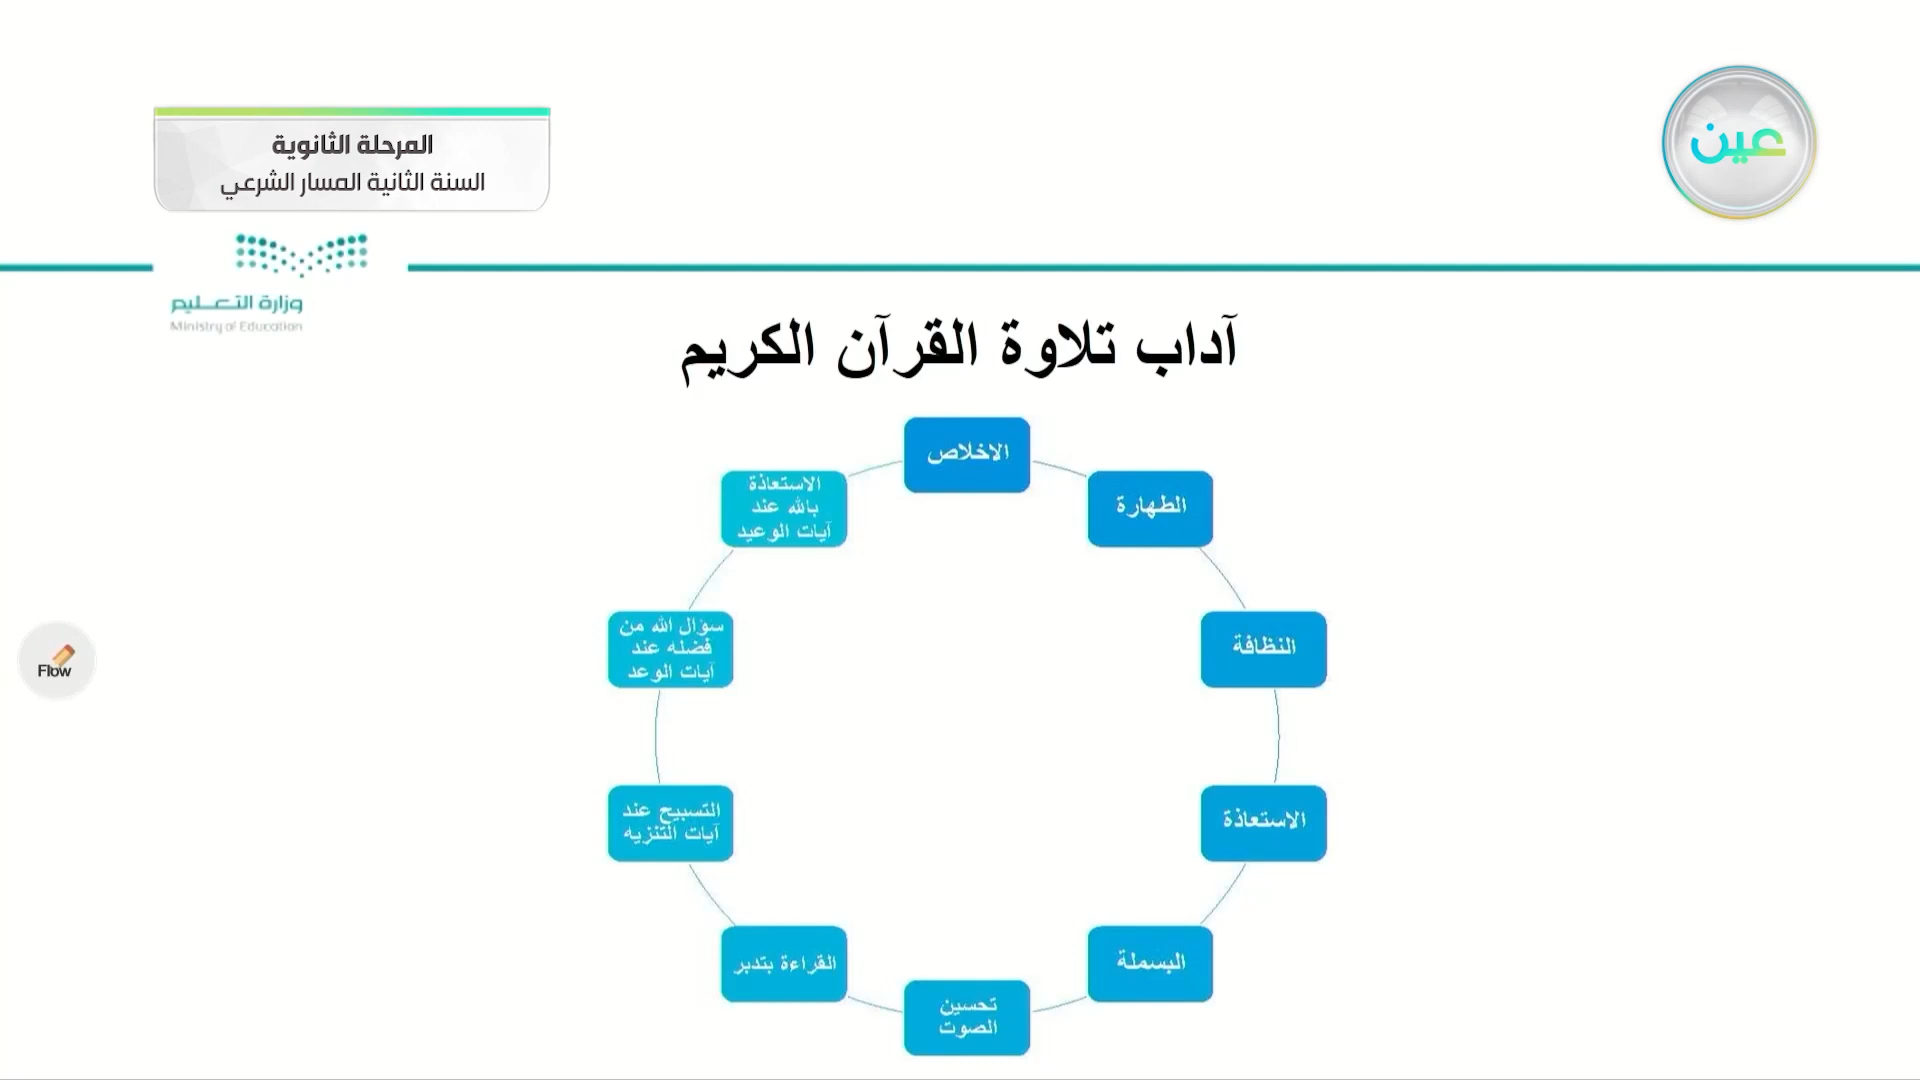 عين
المرحلة الثانوية
السنة الثانية المسار الشرعي
وزارة التعـليم
Ministry of Education
آداب تلاوة القرآن الكريم
الاخلاص
الطهارة
النظافة
الاستعاذة
البسملة
تحسين
الصوت
القراءة بتدبر
التسبيح عند
آيات التنزيه
سؤال الله من
فضله عند
آيات الوعد
الاستعاذة
بالله عند
آيات الوعيد
Flow